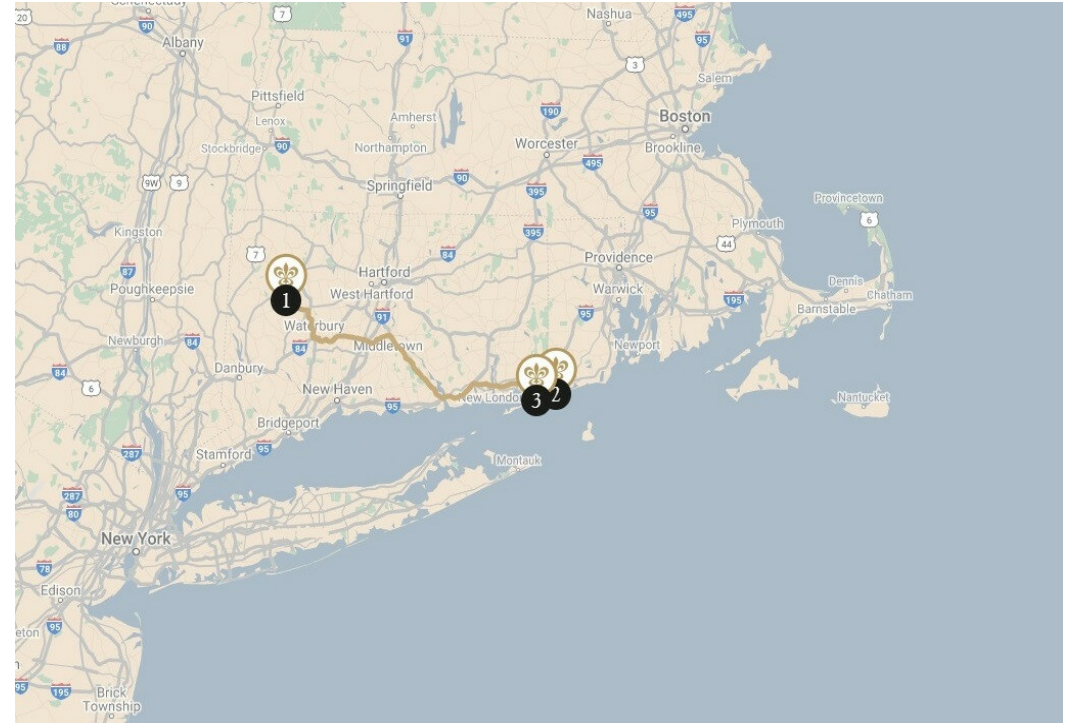 Schenectady
Nashua
20
7
90
495
95
88
Albany
91
3
Salem
Pittsfield
190
Amherst
Boston
Lenox
Worcester
Brookline
Stockbridge
90
Northampton
495
90
Springfield
9W
9
395
Provincetown
95
6
Kingston
395
Plymouth
7
84
44
87
Hartford
Providence
Poughkeepsie
1
West Hartford
Warwick
195
Dennis
Chatham
Barnstable
91
95
Waterbury
Newburgh
84
84
Middletown
Newport
84
Danbury
6
New Haven
New London
3
2
Nantucket
95
Bridgeport
287
Stamford
95
Montauk
287
95
80
New York
78
Edison
95
eton
n
95
195
Brick
Township